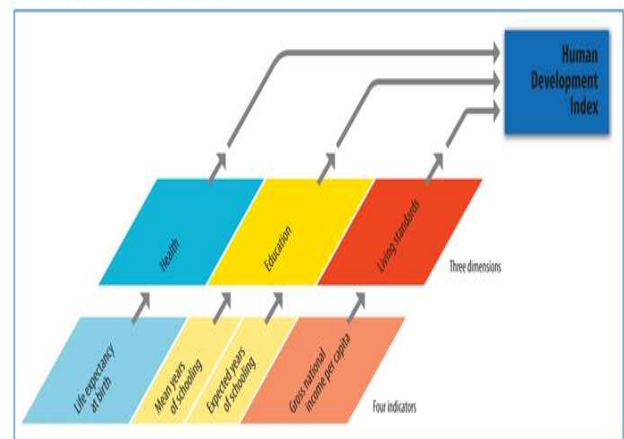 Human
Development
Index
Health
Education
Living standards
Three dimensions
Life expectancy
at birth
Mean years
of schooling
Expected years
of schooling
Gross national
income per capita
Four indicators